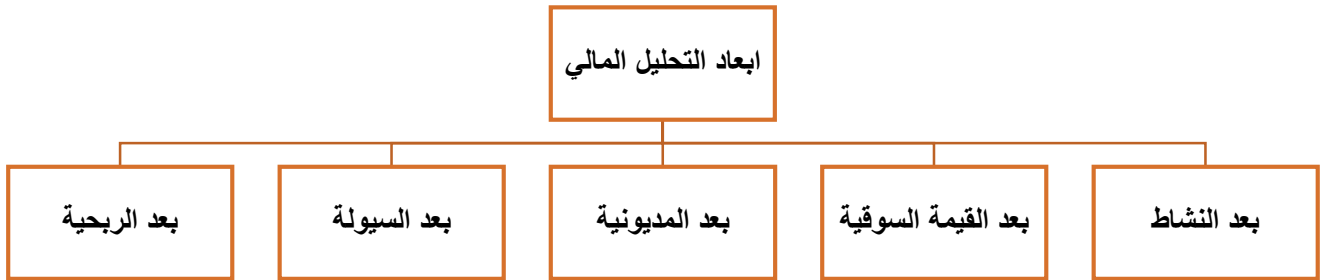 ابعاد التحليل المالي
بعد النشاط
بعد القيمة السوقية
بعد المديونية
بعد السيولة
بعد الربحية